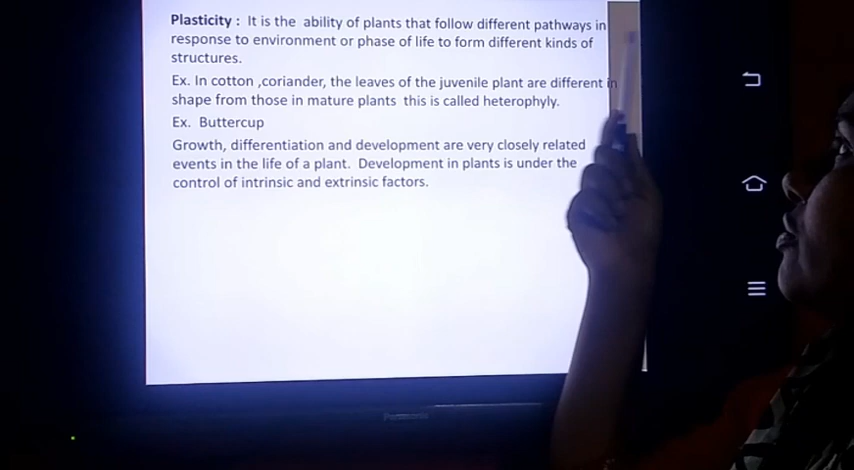 Plasticity : It is the ability of plants that follow different pathways in
response to environment or phase of life to form different kinds of
structures.
Ex. In cotton ,coriander, the leaves of the juvenile plant are different in
shape from those in mature plants this is called heterophyly.
Ex. Buttercup
Growth, differentiation and development are very closely related
events in the life of a plant. Development in plants is under the
control of intrinsic and extrinsic factors.
Panasonic